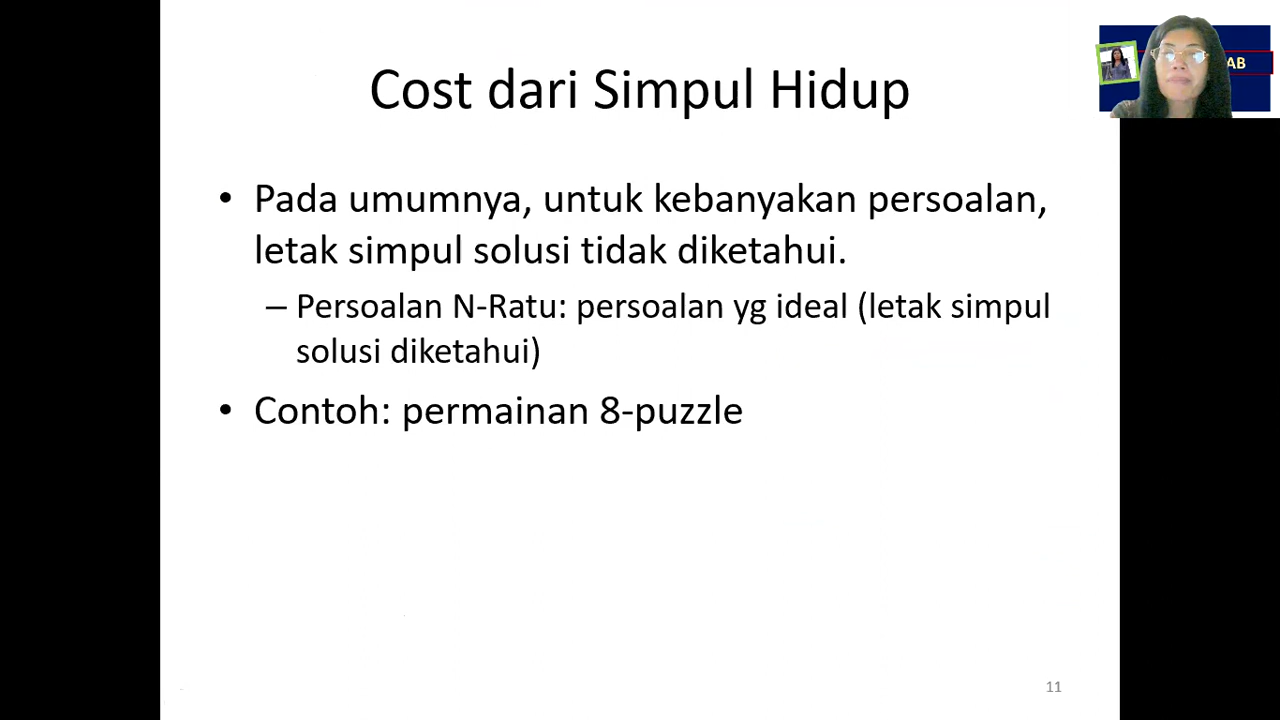 Cost dari Simpul Hidup
AB
• Pada umumnya, untuk kebanyakan persoalan,
letak simpul solusi tidak diketahui.
– Persoalan N-Ratu: persoalan yg ideal (letak simpul
solusi diketahui)
• Contoh: permainan 8-puzzle
11